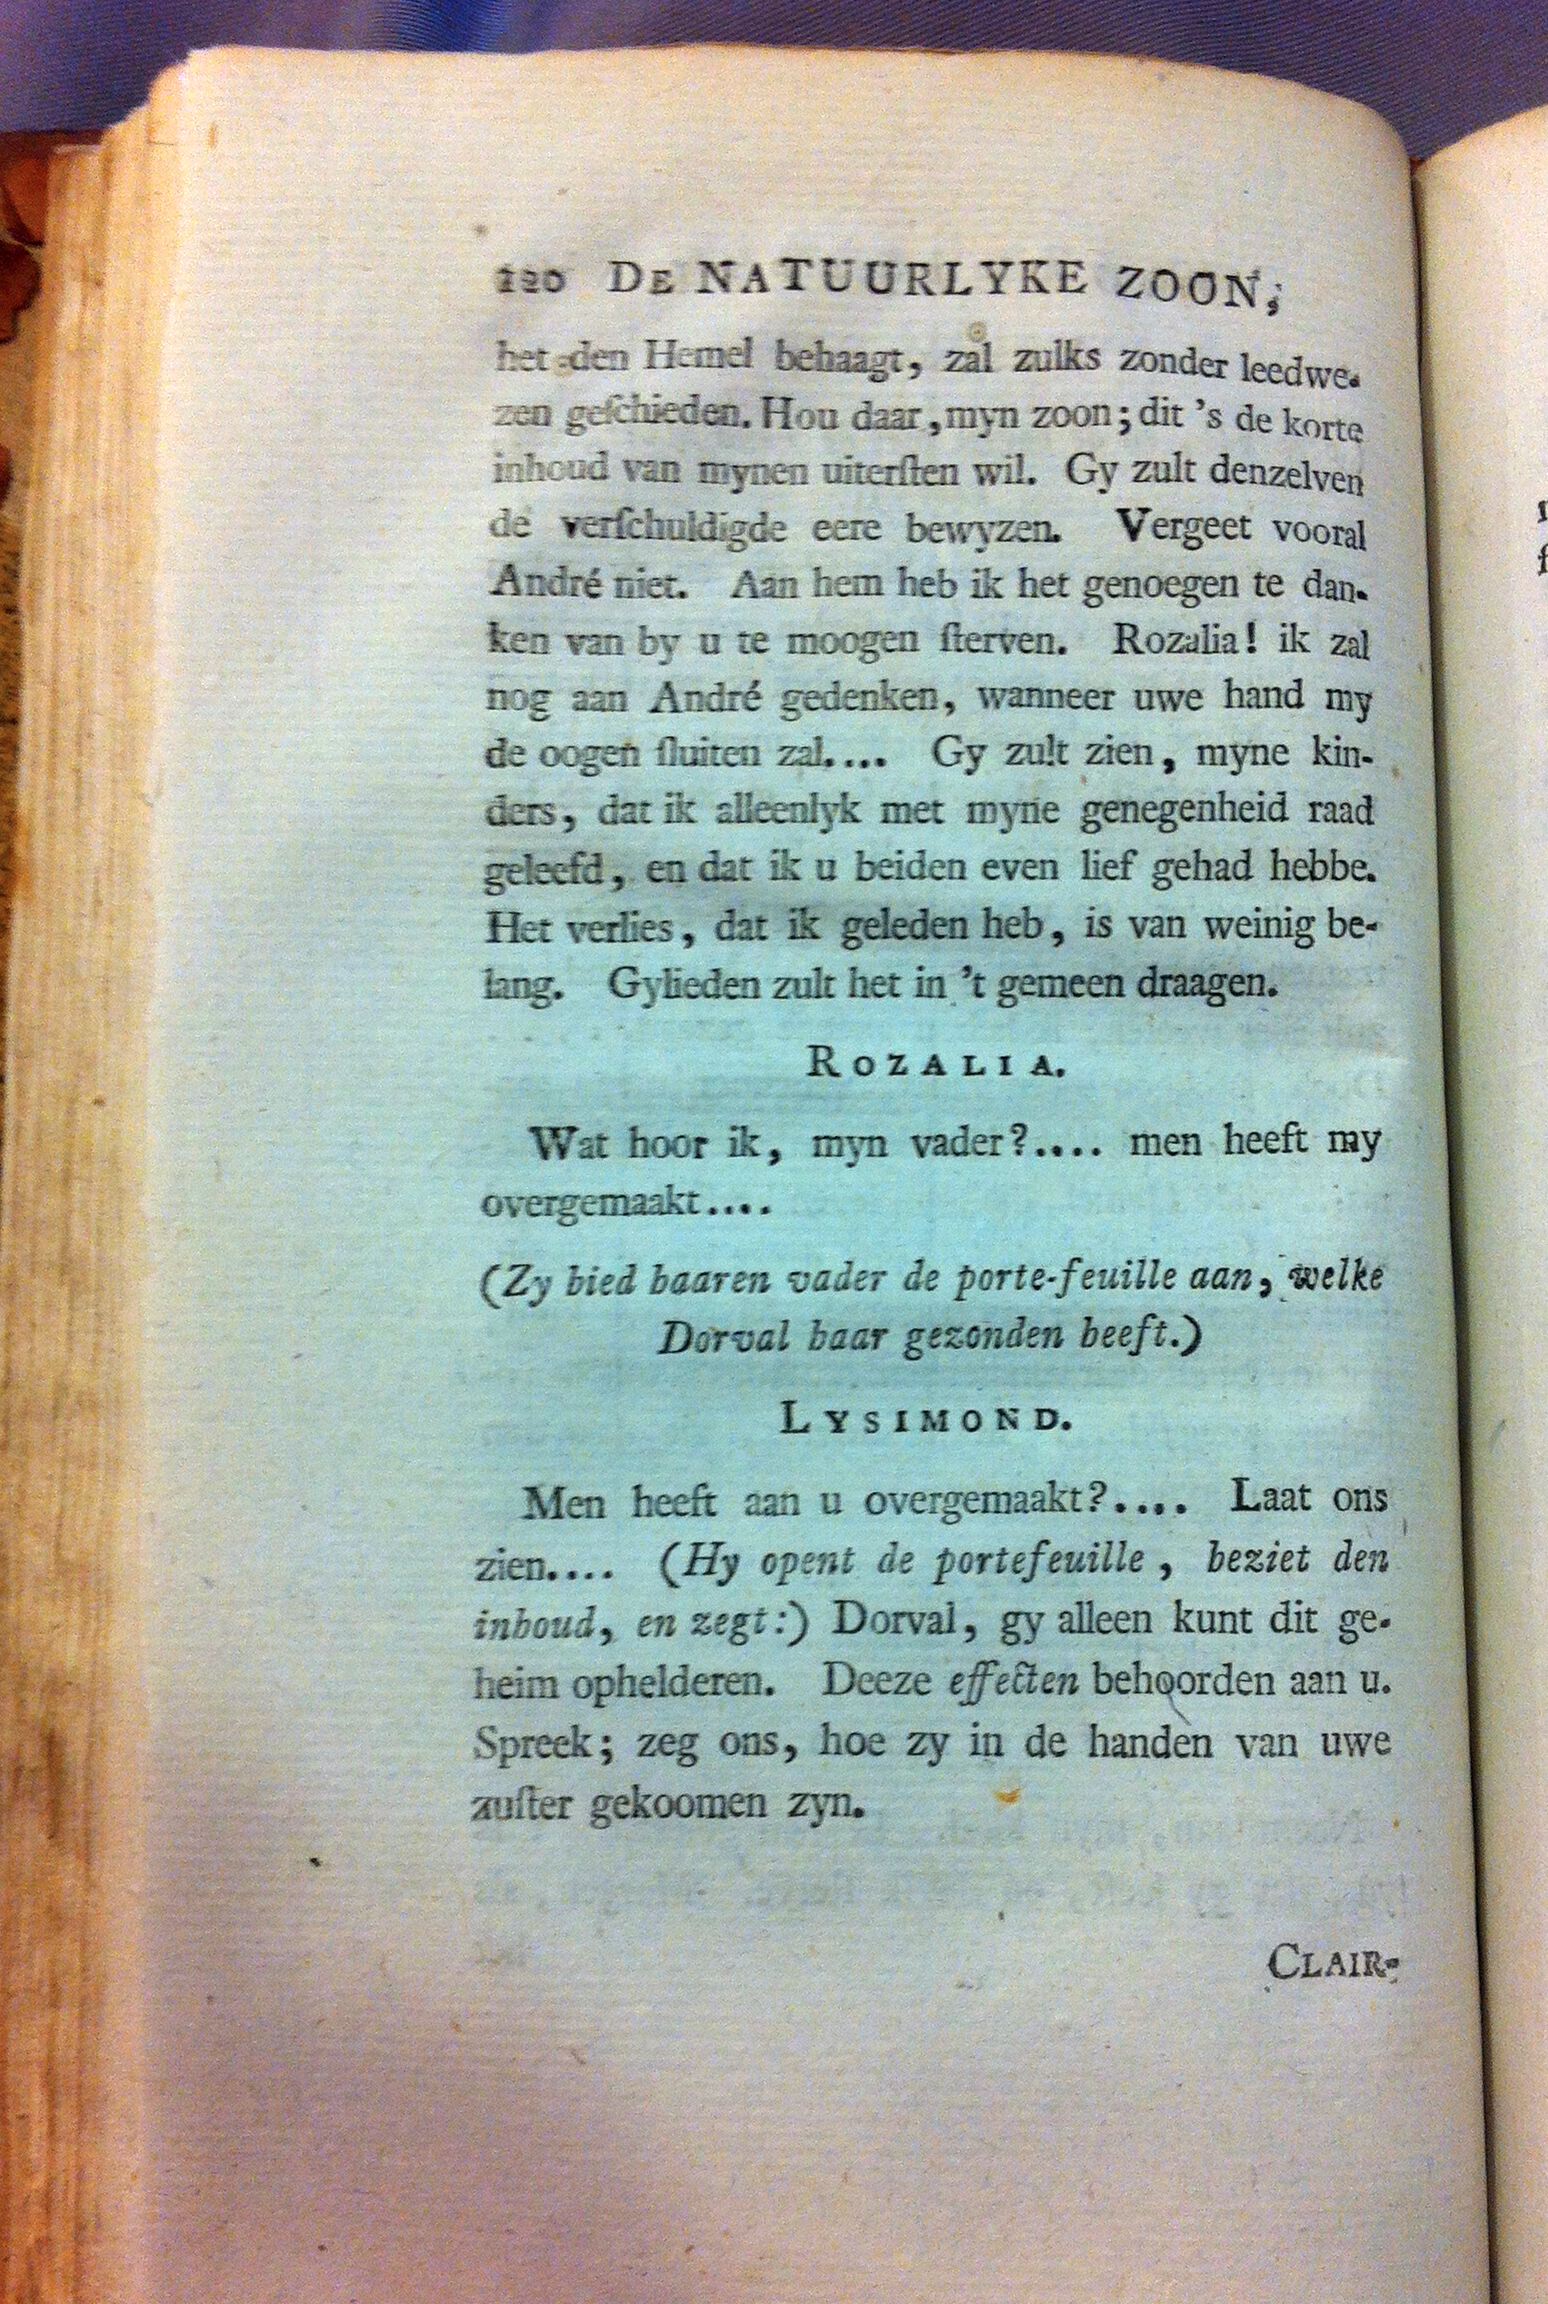 120 DE NATUURLYKE ZOON,
het den Hemel behaagt, zal zulks zonder leedwe-
zen geſchieden. Hou daar, myn zoon; dit 's de korte
inhoud van mynen uiterſten wil. Gy zult denzelven
de verſchuldigde eere bewyzen. Vergeet vooral
André niet. Aan hem heb ik het genoegen te dan-
ken van by u te moogen ſterven. Rozalia! ik zal
nog aan André gedenken, wanneer uwe hand my
de oogen ſluiten zal.... Gy zult zien, myne kin-
ders, dat ik alleenlyk met myne genegenheid raad
geleefd, en dat ik u beiden even lief gehad hebbe.
Het verlies, dat ik geleden heb, is van weinig be-
lang. Gylieden zult het in 't gemeen draagen.
ROZALIA.
Wat hoor ik, myn vader?.... men heeft my
overgemaakt....
(Zy bied haaren vader de porte-feuille aan, welke
Dorval haar gezonden heeft.)
LYSIMOND.
Men heeft aan u overgemaakt?.... Laat ons
zien.... (Hy opent de portefeuille, beziet den
inhoud, en zegt:) Dorval, gy alleen kunt dit ge-
heim ophelderen. Deeze effecten behoorden aan u.
Spreek; zeg ons, hoe zy in de handen van uwe
zuſter gekoomen zyn.
CLAIR-